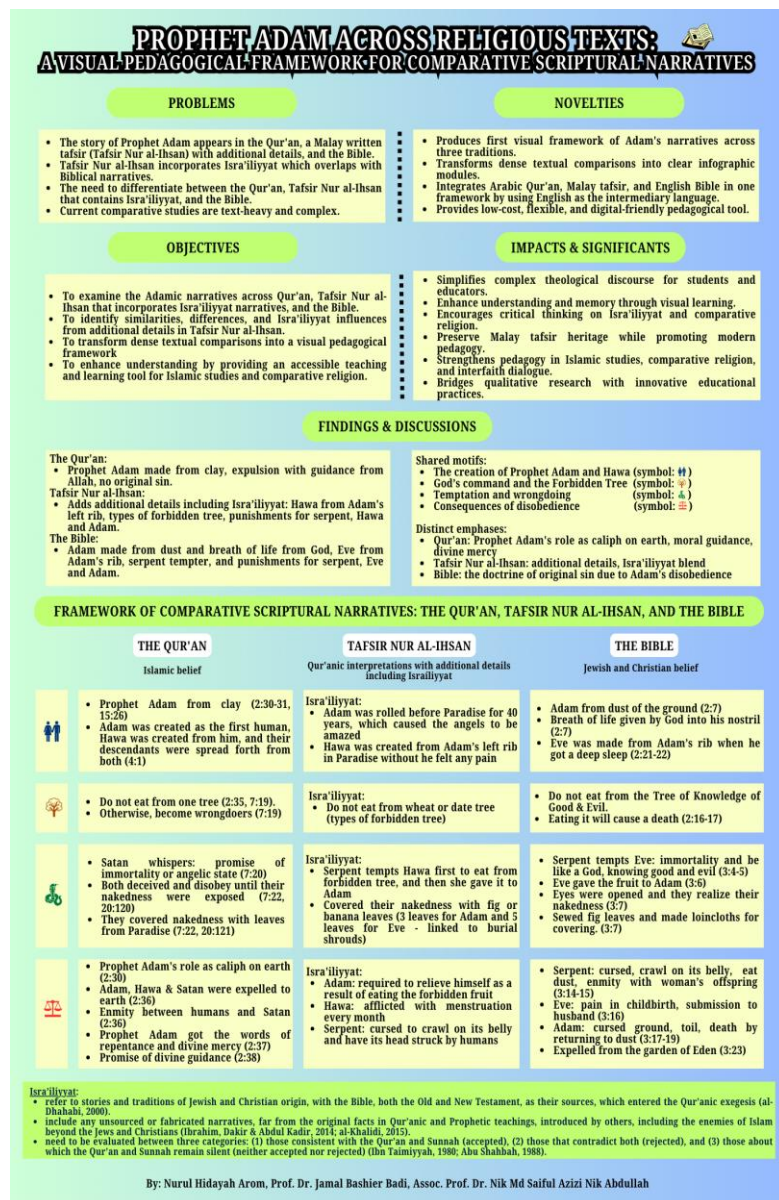 PROPHET ADAM ACROSS RELIGIOUS TEXTS:
A VISUAL PEDAGOGICAL FRAMEWORK FOR COMPARATIVE SCRIPTURAL NARRATIVES
PROBLEMS
• The story of Prophet Adam appears in the Qur'an, a Malay written
tafsir (Tafsir Nur al-Ihsan) with additional details, and the Bible.
• Tafsir Nur al-Ihsan incorporates Isra'iliyyat which overlaps with
Biblical narratives.
• The need to differentiate between the Qur'an, Tafsir Nur al-Ihsan
that contains Isra'iliyyat, and the Bible.
• Current comparative studies are text-heavy and complex.
NOVELTIES
• Produces first visual framework of Adam's narratives across
three traditions.
• Transforms dense textual comparisons into clear infographic
modules.
• Integrates Arabic Qur'an, Malay tafsir, and English Bible in one
framework by using English as the intermediary language.
• Provides low-cost, flexible, and digital-friendly pedagogical tool.
OBJECTIVES
• To examine the Adamic narratives across Qur'an, Tafsir Nur al-
Ihsan that incorporates Isra'iliyyat narratives, and the Bible.
• To identify similarities, differences, and Isra'iliyyat influences
from additional details in Tafsir Nur al-Ihsan.
• To transform dense textual comparisons into a visual pedagogical
framework
• To enhance understanding by providing an accessible teaching
and learning tool for Islamic studies and comparative religion.
IMPACTS & SIGNIFICANTS
• Simplifies complex theological discourse for students and
educators.
• Enhance understanding and memory through visual learning.
• Encourages critical thinking on Isra'iliyyat and comparative
religion.
• Preserve Malay tafsir heritage while promoting modern
pedagogy.
• Strengthens pedagogy in Islamic studies, comparative religion,
and interfaith dialogue.
• Bridges qualitative research with innovative educational
practices.
FINDINGS & DISCUSSIONS
The Qur'an:
• Prophet Adam made from clay, expulsion with guidance from
Allah, no original sin.
Tafsir Nur al-Ihsan:
• Adds additional details including Isra'iliyyat: Hawa from Adam's
left rib, types of forbidden tree, punishments for serpent, Hawa
and Adam.
The Bible:
• Adam made from dust and breath of life from God, Eve from
Adam's rib, serpent tempter, and punishments for serpent, Eve
and Adam.
Shared motifs:
• The creation of Prophet Adam and Hawa (symbol: )
• God's command and the Forbidden Tree (symbol: )
• Temptation and wrongdoing (symbol: )
• Consequences of disobedience (symbol: )
Distinct emphases:
• Qur'an: Prophet Adam's role as caliph on earth, moral guidance,
divine mercy
• Tafsir Nur al-Ihsan: additional details, Isra'iliyyat blend
• Bible: the doctrine of original sin due to Adam's disobedience
FRAMEWORK OF COMPARATIVE SCRIPTURAL NARRATIVES: THE QUR'AN, TAFSIR NUR AL-IHSAN, AND THE BIBLE
THE QUR'AN
Islamic belief
TAFSIR NUR AL-IHSAN
Qur'anic interpretations with additional details
including Israiliyyat
THE BIBLE
Jewish and Christian belief
• Prophet Adam from clay (2:30-31,
15:26)
• Adam was created as the first human,
Hawa was created from him, and their
descendants were spread forth from
both (4:1)
Isra'iliyyat:
• Adam was rolled before Paradise for 40
years, which caused the angels to be
amazed
• Hawa was created from Adam's left rib
in Paradise without he felt any pain
• Adam from dust of the ground (2:7)
• Breath of life given by God into his nostril
(2:7)
• Eve was made from Adam's rib when he
got a deep sleep (2:21-22)
• Do not eat from one tree (2:35, 7:19).
• Otherwise, become wrongdoers (7:19)
Isra'iliyyat:
• Do not eat from wheat or date tree
(types of forbidden tree)
• Do not eat from the Tree of Knowledge of
Good & Evil.
• Eating it will cause a death (2:16-17)
• Satan whispers: promise of
immortality or angelic state (7:20)
• Both deceived and disobey until their
nakedness were exposed (7:22,
20:120)
• They covered nakedness with leaves
from Paradise (7:22, 20:121)
Isra'iliyyat:
• Serpent tempts Hawa first to eat from
forbidden tree, and then she gave it to
Adam
• Covered their nakedness with fig or
banana leaves (3 leaves for Adam and 5
leaves for Eve - linked to burial
shrouds)
• Serpent tempts Eve: immortality and be
like a God, knowing good and evil (3:4-5)
• Eve gave the fruit to Adam (3:6)
• Eyes were opened and they realize their
nakedness (3:7)
• Sewed fig leaves and made loincloths for
covering. (3:7)
• Prophet Adam's role as caliph on earth
(2:30)
• Adam, Hawa & Satan were expelled to
earth (2:36)
• Enmity between humans and Satan
(2:36)
• Prophet Adam got the words of
repentance and divine mercy (2:37)
• Promise of divine guidance (2:38)
Isra'iliyyat:
• Adam: required to relieve himself as a
result of eating the forbidden fruit
• Hawa: afflicted with menstruation
every month
• Serpent: cursed to crawl on its belly
and have its head struck by humans
• Serpent: cursed, crawl on its belly, eat
dust, enmity with woman's offspring
(3:14-15)
• Eve: pain in childbirth, submission to
husband (3:16)
• Adam: cursed ground, toil, death by
returning to dust (3:17-19)
• Expelled from the garden of Eden (3:23)
Isra'iliyyat:
• refer to stories and traditions of Jewish and Christian origin, with the Bible, both the Old and New Testament, as their sources, which entered the Qur'anic exegesis (al-
Dhahabi, 2000).
• include any unsourced or fabricated narratives, far from the original facts in Qur'anic and Prophetic teachings, introduced by others, including the enemies of Islam
beyond the Jews and Christians (Ibrahim, Dakir & Abdul Kadir, 2014; al-Khalidi, 2015).
• need to be evaluated between three categories: (1) those consistent with the Qur'an and Sunnah (accepted), (2) those that contradict both (rejected), and (3) those about
which the Qur'an and Sunnah remain silent (neither accepted nor rejected) (Ibn Taimiyyah, 1980; Abu Shahbah, 1988).
By: Nurul Hidayah Arom, Prof. Dr. Jamal Bashier Badi, Assoc. Prof. Dr. Nik Md Saiful Azizi Nik Abdullah